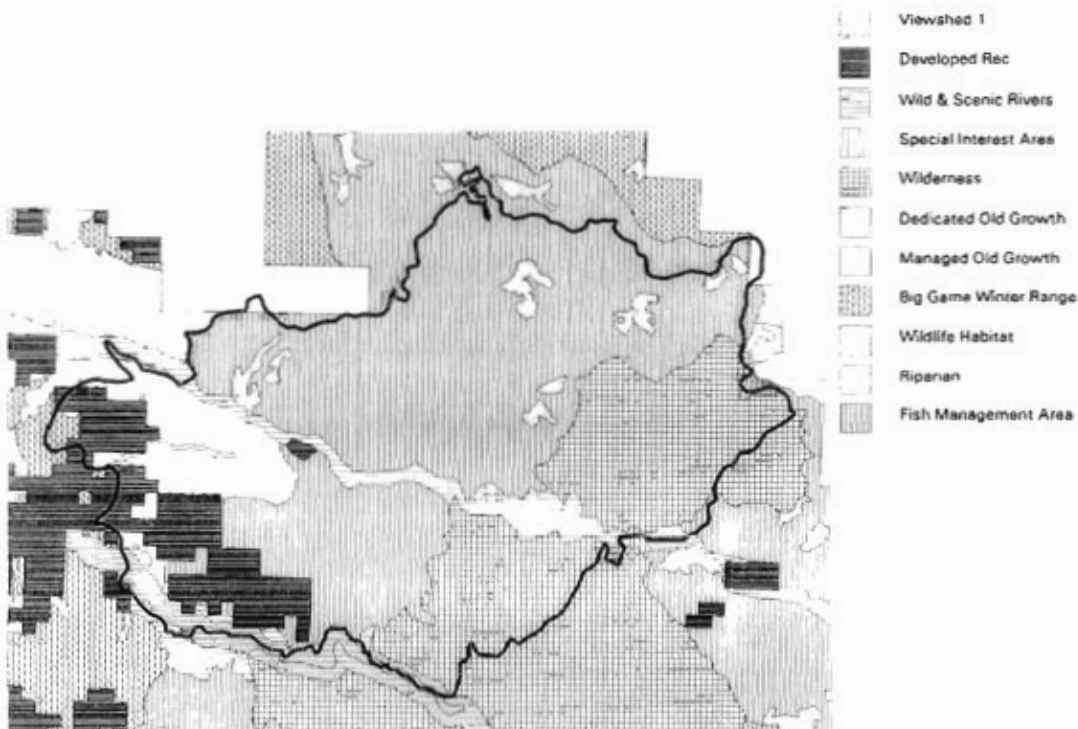 Viewshed 1
Developed Rec
Wild & Scenic Rivers
Special Interest Area
Wilderness
Dedicated Old Growth
Managed Old Growth
Big Game Winter Range
Wildlife Habitat
Riparian
Fish Management Area